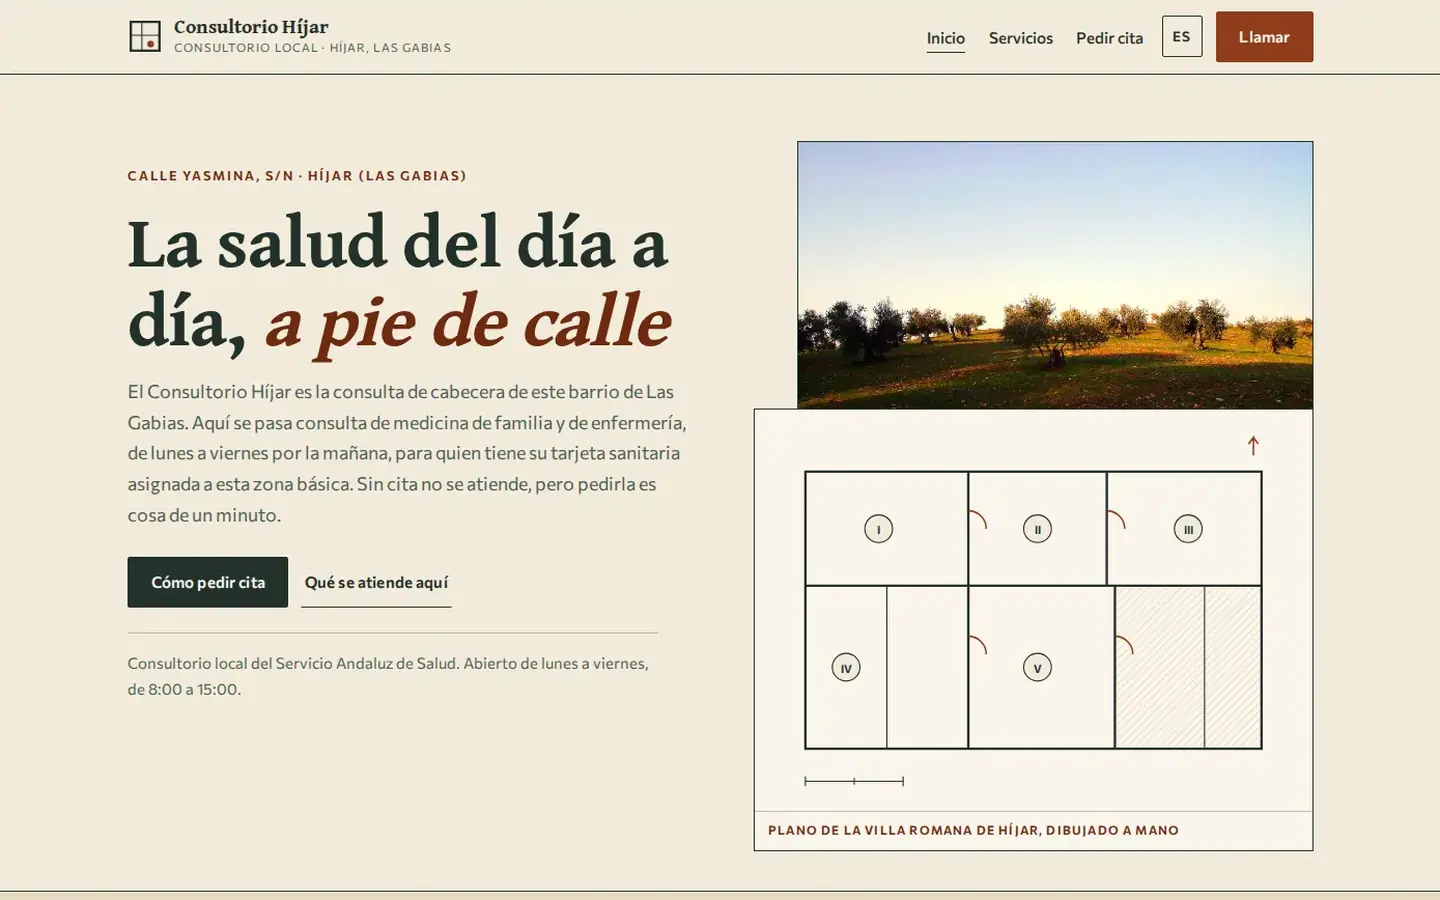 Consultorio Híjar
CONSULTORIO LOCAL · HÍJAR, LAS GABIAS
Inicio
Servicios
Pedir cita
ES
Llamar
CALLE YASMINA, S/N · HÍJAR (LAS GABIAS)
La salud del día a
día, a pie de calle
El Consultorio Híjar es la consulta de cabecera de este barrio de Las
Gabias. Aquí se pasa consulta de medicina de familia y de enfermería,
de lunes a viernes por la mañana, para quien tiene su tarjeta sanitaria
asignada a esta zona básica. Sin cita no se atiende, pero pedirla es
cosa de un minuto.
Cómo pedir cita
Qué se atiende aquí
Consultorio local del Servicio Andaluz de Salud. Abierto de lunes a viernes,
de 8:00 a 15:00.
I
II
III
IV
V
PLANO DE LA VILLA ROMANA DE HÍJAR, DIBUJADO A MANO